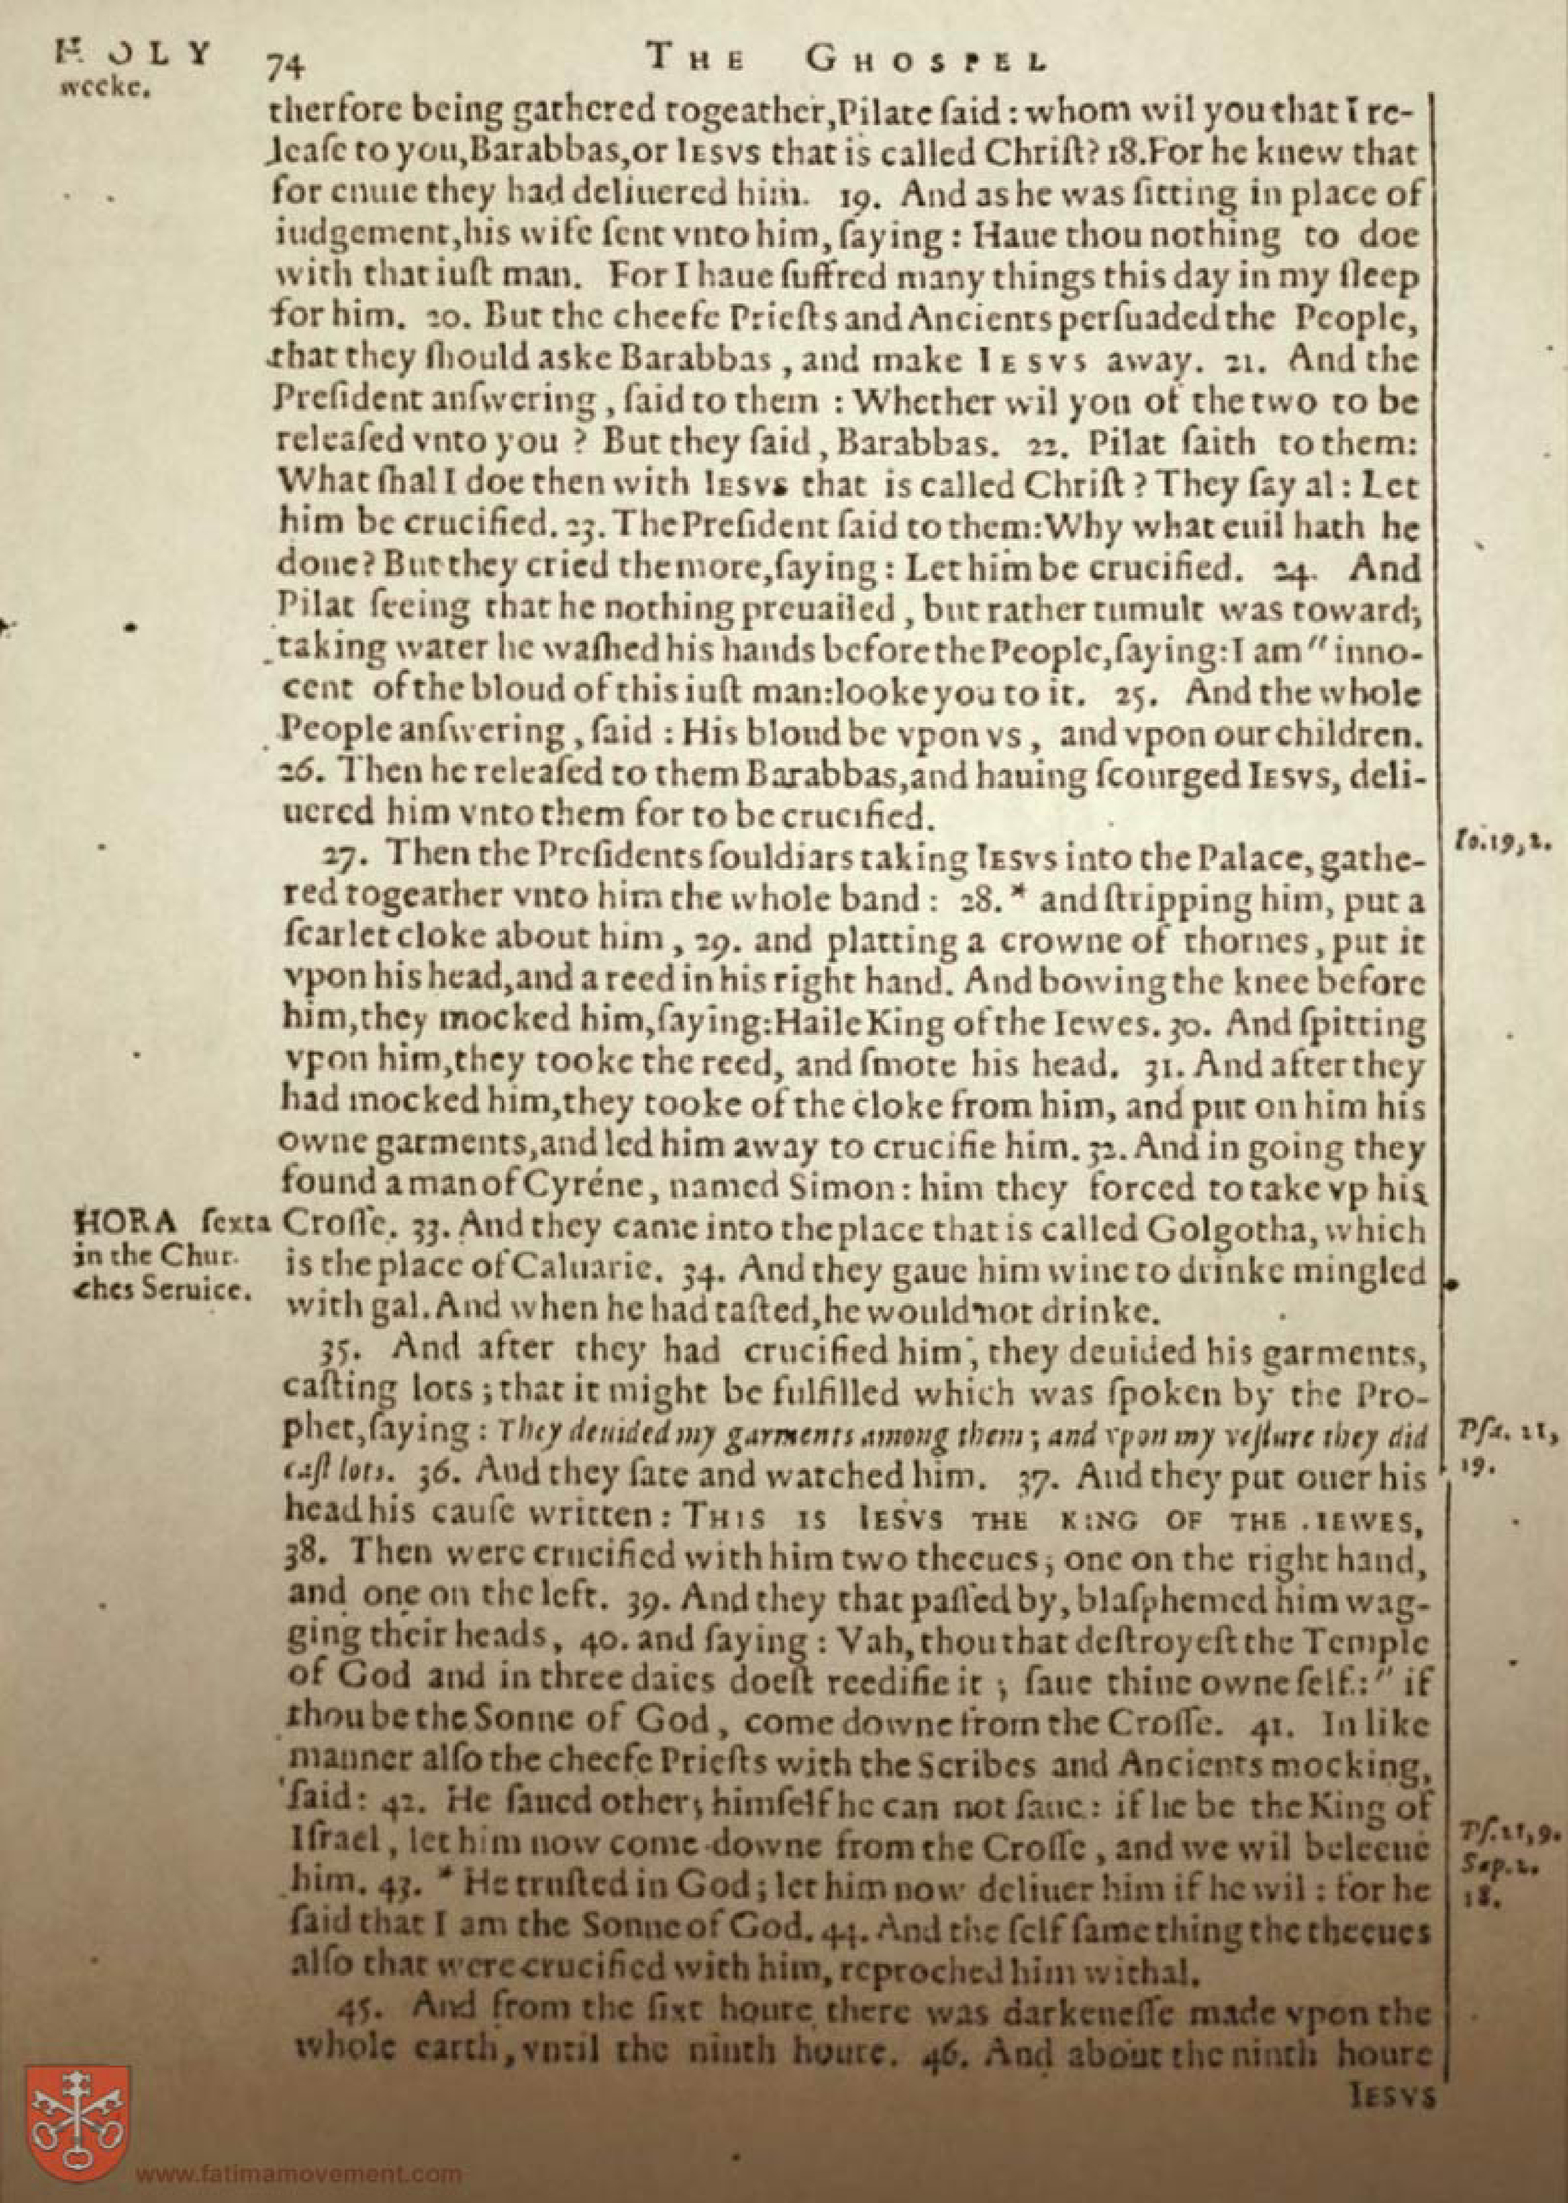 HOLY
weeke.
74
THE GHOSPEL
therfore being gathered togeather,Pilate ſaid : whom wil you that I re-
leaſe to you,Barabbas,or IESVS that is called Chriſt? 18.For he knew that
for enuie they had deliuered him. 19. And as he was ſitting in place of
iudgement,his wife ſent vnto him, ſaying : Haue thou nothing to doe
with that iuſt man. For I haue ſuffred many things this day in my ſleep
for him. 20. But the cheefe Prieſts and Ancients perſuaded the People,
that they ſhould aske Barabbas , and make IESVS away. 21. And the
Preſident anſwering , ſaid to them : Whether wil you of the two to be
releaſed vnto you ? But they ſaid , Barabbas. 22. Pilat ſaith to them:
What ſhal I doe then with IESVS that is called Chriſt ? They ſay al : Let
him be crucified. 23. The Preſident ſaid to them:Why what euil hath he
done? But they cried the more,ſaying : Let him be crucified. 24. And
Pilat ſeeing that he nothing preuailed , but rather tumult was toward;
taking water he waſhed his hands before the People,ſaying:I am " inno-
cent of the bloud of this iuſt man:looke you to it. 25. And the whole
People anſwering , ſaid : His bloud be vpon vs , and vpon our children.
26. Then he releaſed to them Barabbas,and hauing ſcourged IESVS, deli-
uered him vnto them for to be crucified.
27. Then the Preſidents ſouldiars taking IESVS into the Palace, gathe-
red togeather vnto him the whole band : 28. * and ſtripping him, put a
ſcarlet cloke about him , 29. and platting a crowne of thornes , put it
vpon his head,and a reed in his right hand. And bowing the knee before
him,they mocked him,ſaying:Haile King of the Iewes. 30. And ſpitting
vpon him,they tooke the reed, and ſmote his head. 31. And after they
had mocked him,they tooke of the cloke from him, and put on him his
owne garments,and led him away to crucifie him. 32. And in going they
found a man of Cyréne , named Simon : him they forced to take vp his
Croſſe. 33. And they came into the place that is called Golgotha, which
is the place of Caluarie. 34. And they gaue him wine to drinke mingled
with gal. And when he had taſted,he would not drinke.
35. And after they had crucified him , they deuided his garments,
caſting lots ; that it might be fulfilled which was ſpoken by the Pro-
phet,ſaying : They deuided my garments among them ; and vpon my veſture they did
caſt lots. 36. And they ſate and watched him. 37. And they put ouer his
head his cauſe written : THIS IS IESVS THE KING OF THE IEWES,
38. Then were crucified with him two theeues ; one on the right hand,
and one on the left. 39. And they that paſſed by, blaſphemed him wag-
ging their heads, 40. and ſaying : Vah, thou that deſtroyeſt the Temple
of God and in three daies doeſt reedifie it ; ſaue thine owne ſelf.: " if
thou be the Sonne of God , come downe from the Croſſe. 41. In like
manner alſo the cheefe Prieſts with the Scribes and Ancients mocking,
ſaid : 42. He ſaued other; himſelf he can not ſaue : if he be the King of
Iſrael , let him now come downe from the Croſſe , and we wil beleeue
him. 43. * He truſted in God ; let him now deliuer him if he wil : for he
ſaid that I am the Sonne of God. 44. And the ſelf ſame thing the theeues
alſo that were crucified with him, reproched him withal.
45. And from the ſixt houre there was darkeneſſe made vpon the
whole earth , vntil the ninth houre. 46. And about the ninth houre
IESVS
HORA ſexta
in the Chur-
ches Seruice.
Io.19,2.
Pſa. 21,
19.
Pſ.21,9.
Sap.2.
18.
www.fatimamovement.com